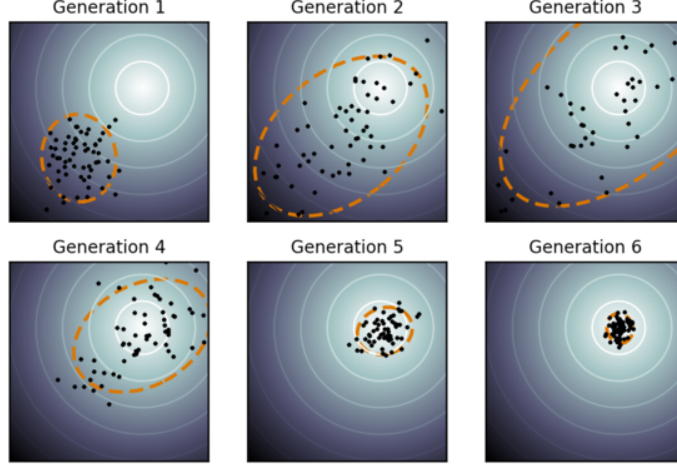 Generation 1
Generation 2
Generation 3
Generation 4
Generation 5
Generation 6